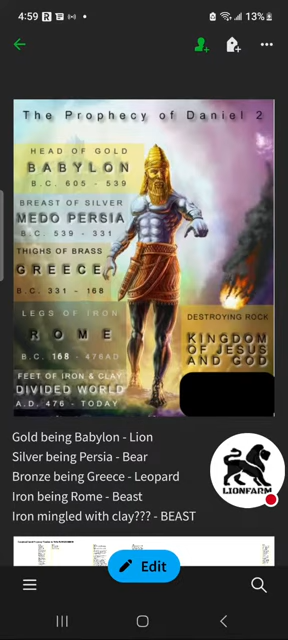 4:59
13%
The Prophecy of Daniel 2
HEAD OF GOLD
BABYLON
B.C. 605 - 539
BREAST OF SILVER
MEDO PERSIA
B.C. 539 - 331
THIGHS OF BRASS
GREECE
B.C. 331 - 168
LEGS OF IRON
ROME
B.C. 168 - 476AD
FEET OF IRON & CLAY
DIVIDED WORLD
A.D. 476 - TODAY
DESTROYING ROCK
KINGDOM
OF JESUS
AND GOD
Gold being Babylon - Lion
Silver being Persia - Bear
Bronze being Greece - Leopard
Iron being Rome - Beast
Iron mingled with clay??? - BEAST
LIONFARM
Edit